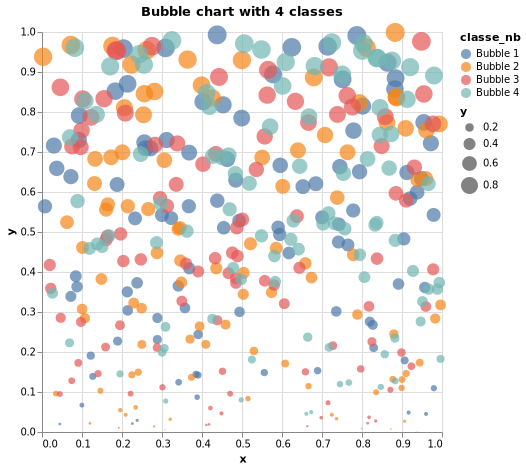 Bubble chart with 4 classes
1.0
0.9
0.8
0.7
0.6
0.5
0.4
0.3
0.2
0.1
0.0
y
0.0 0.1 0.2 0.3 0.4 0.5 0.6 0.7 0.8 0.9 1.0
x
classe_nb
Bubble 1
Bubble 2
Bubble 3
Bubble 4
y
0.2
0.4
0.6
0.8